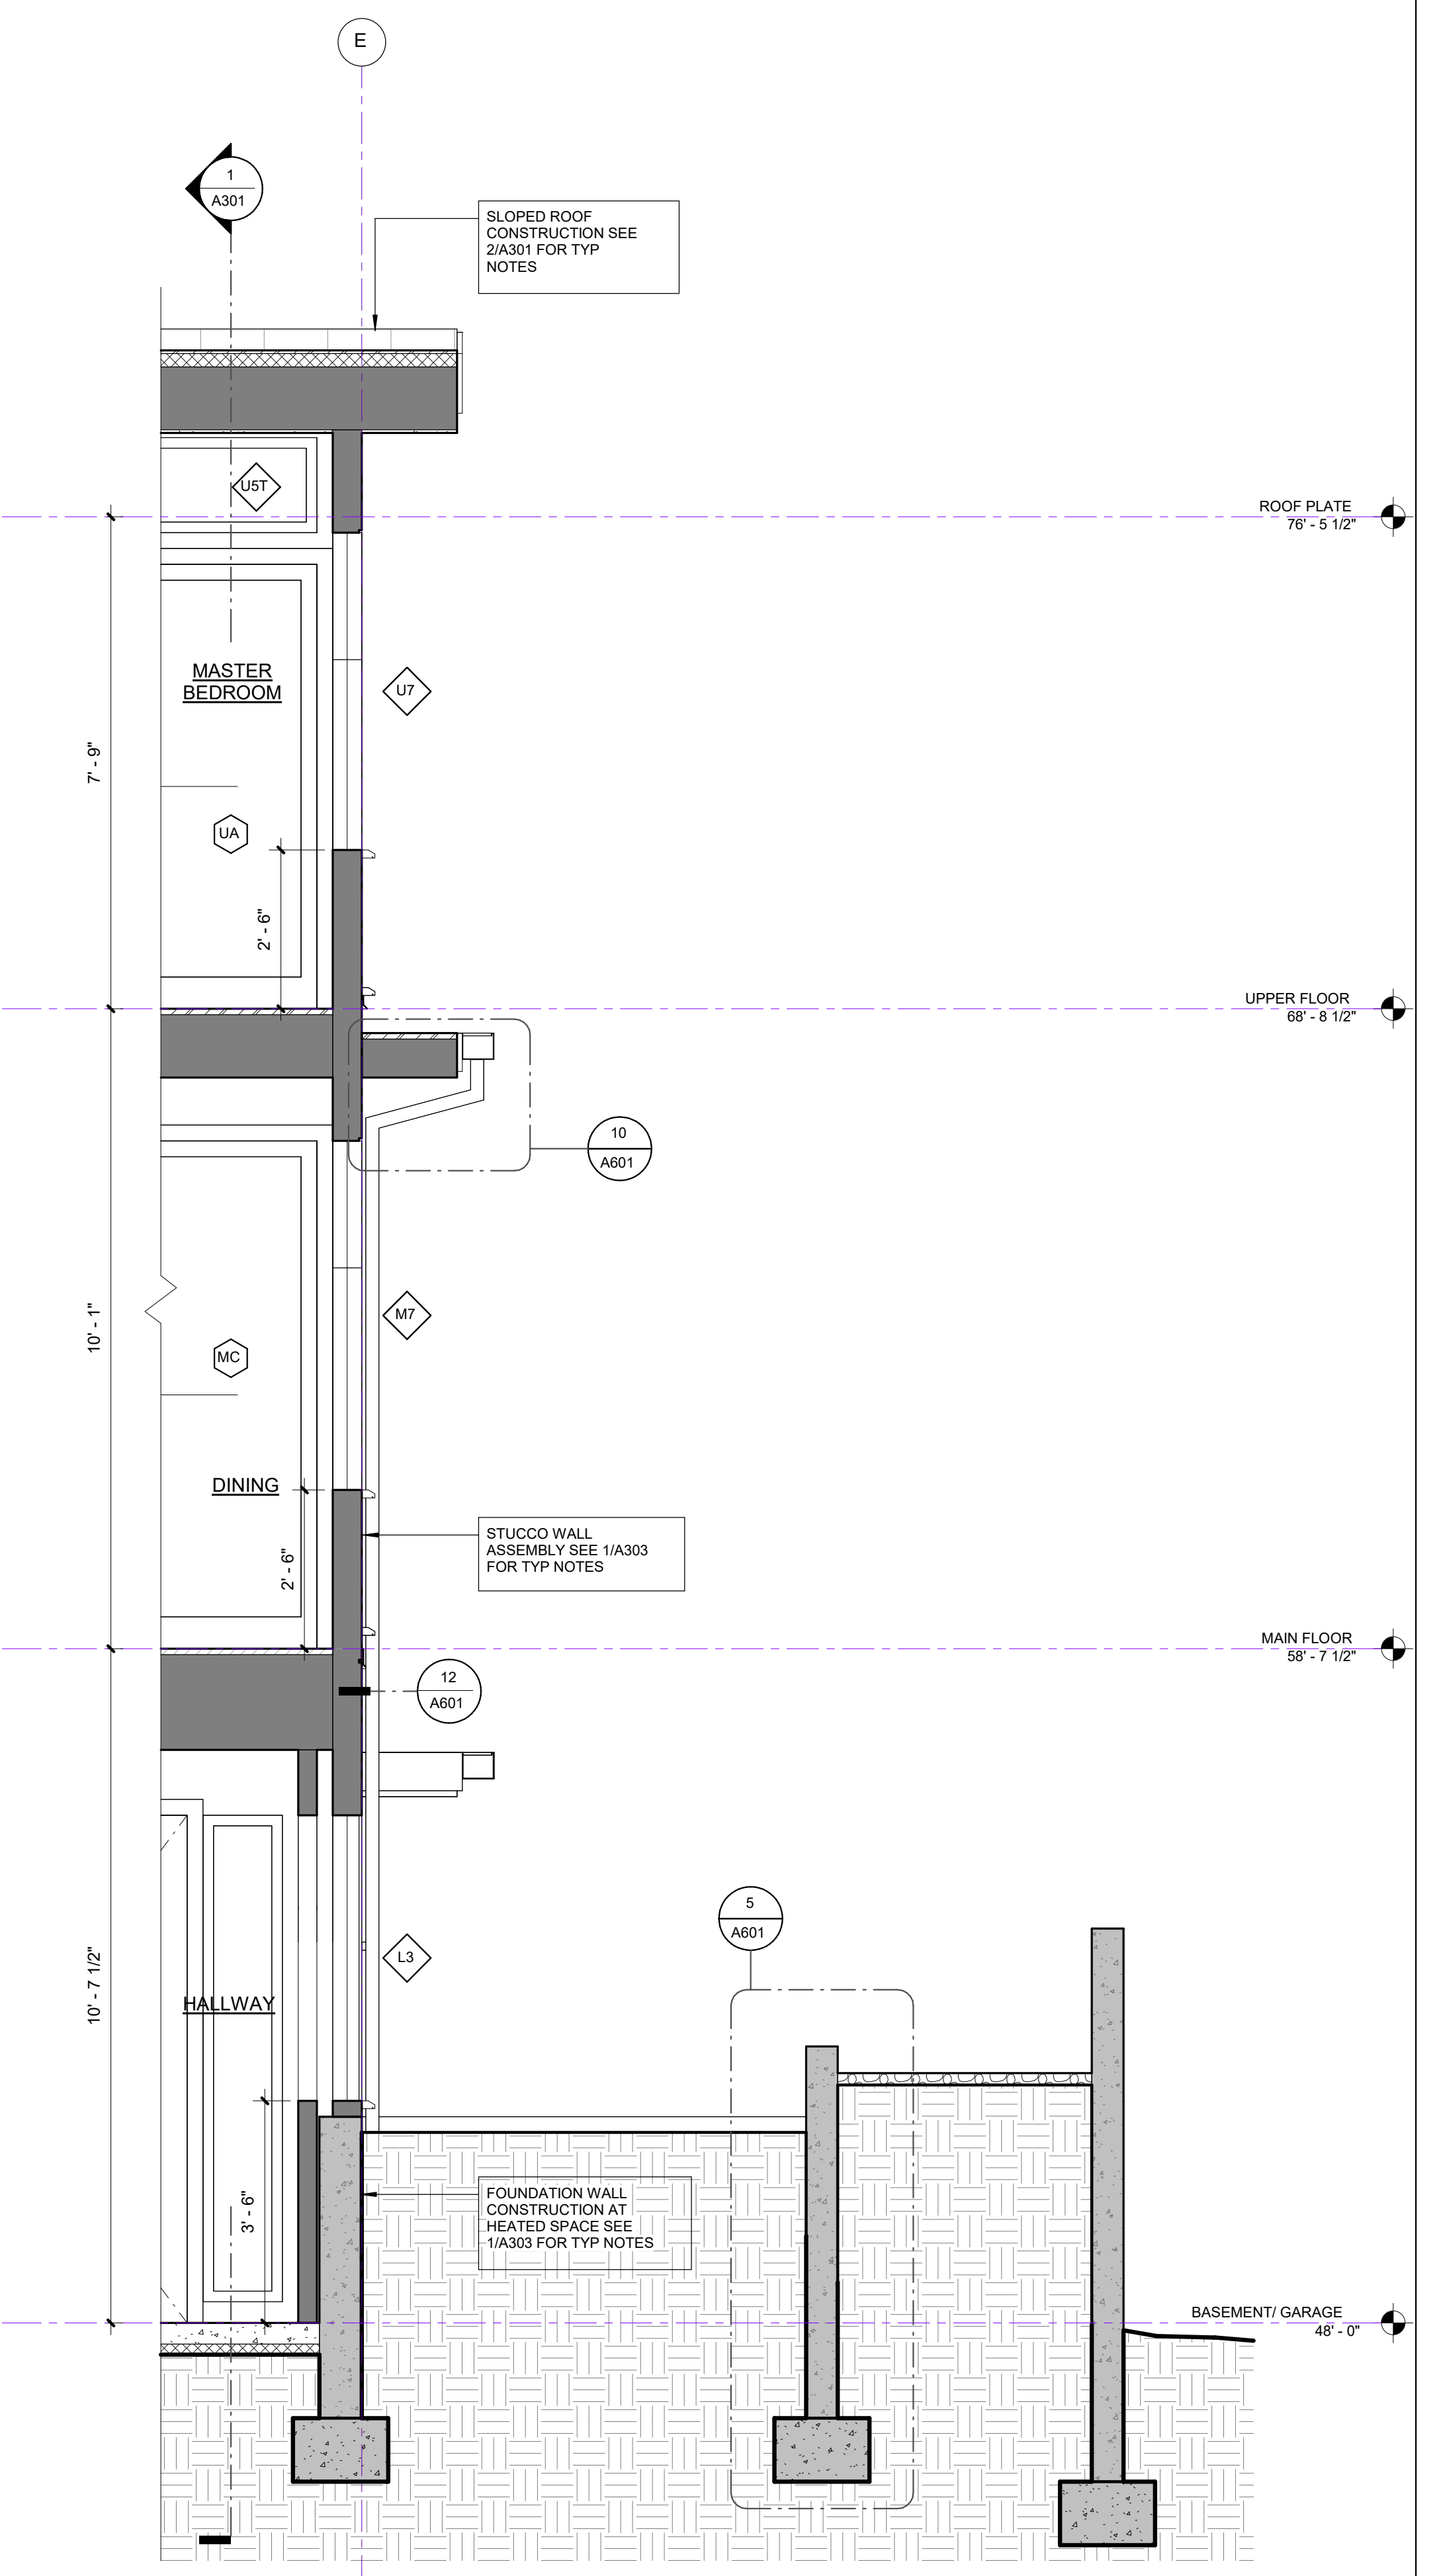 E
1
A301
SLOPED ROOF
CONSTRUCTION SEE
2/A301 FOR TYP
NOTES
U5T
ROOF PLATE
76' - 5 1/2"
MASTER
BEDROOM
U7
7' - 9"
UA
2' - 6"
UPPER FLOOR
68' - 8 1/2"
10
A601
10' - 1"
M7
MC
DINING
STUCCO WALL
ASSEMBLY SEE 1/A303
FOR TYP NOTES
2' - 6"
MAIN FLOOR
58' - 7 1/2"
12
A601
5
A601
L3
10' - 7 1/2"
HALLWAY
3' - 6"
FOUNDATION WALL
CONSTRUCTION AT
HEATED SPACE SEE
1/A303 FOR TYP NOTES
BASEMENT/ GARAGE
48' - 0"